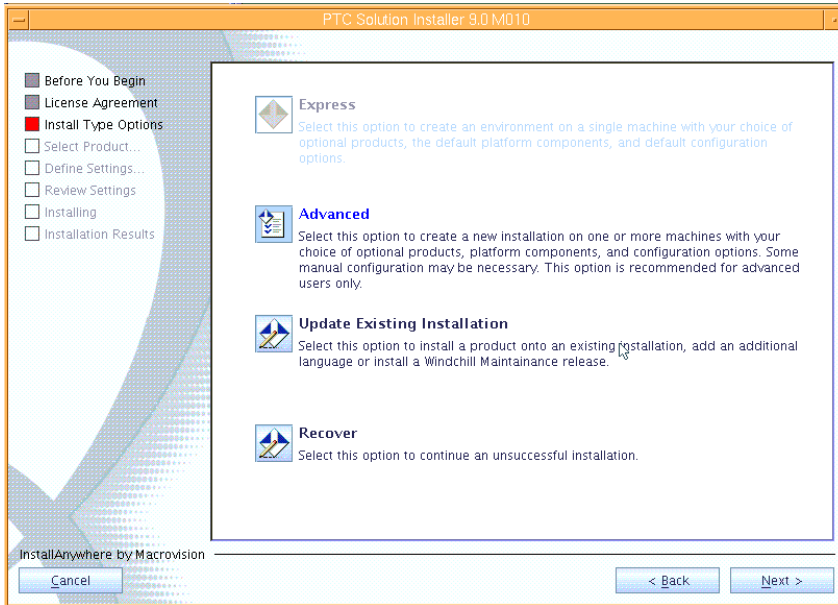 PTC Solution Installer 9.0 M010
Before You Begin
License Agreement
Install Type Options
Select Product...
Define Settings...
Review Settings
Installing
Installation Results
Express
Select this option to create an environment on a single machine with your choice of
optional products, the default platform components, and default configuration
options.
Advanced
Select this option to create a new installation on one or more machines with your
choice of optional products, platform components, and configuration options. Some
manual configuration may be necessary. This option is recommended for advanced
users only.
Update Existing Installation
Select this option to install a product onto an existing installation, add an additional
language or install a Windchill Maintainance release.
Recover
Select this option to continue an unsuccessful installation.
InstallAnywhere by Macrovision
Cancel
< Back
Next >